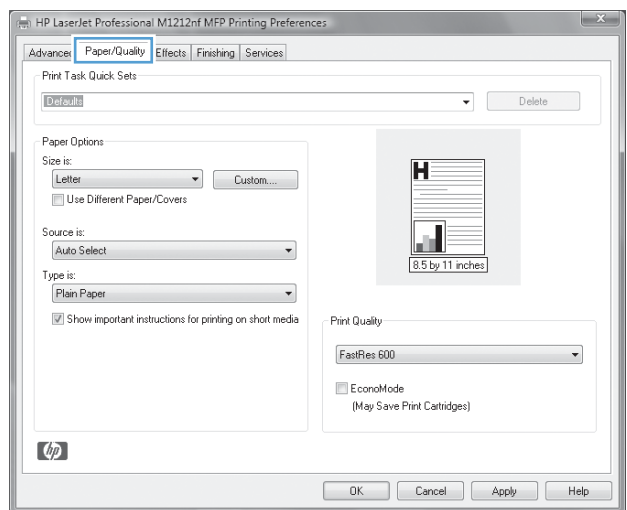 HP LaserJet Professional M1212nf MFP Printing Preferences
Advanced Paper/Quality Effects Finishing Services
Print Task Quick Sets
Defaults
Delete
Paper Options
Size is:
Letter
Custom....
Use Different Paper/Covers
Source is:
Auto Select
Type is:
Plain Paper
Show important instructions for printing on short media
H
8.5 by 11 inches
Print Quality
FastRes 600
EconoMode
(May Save Print Cartridges)
hp
OK Cancel Apply Help